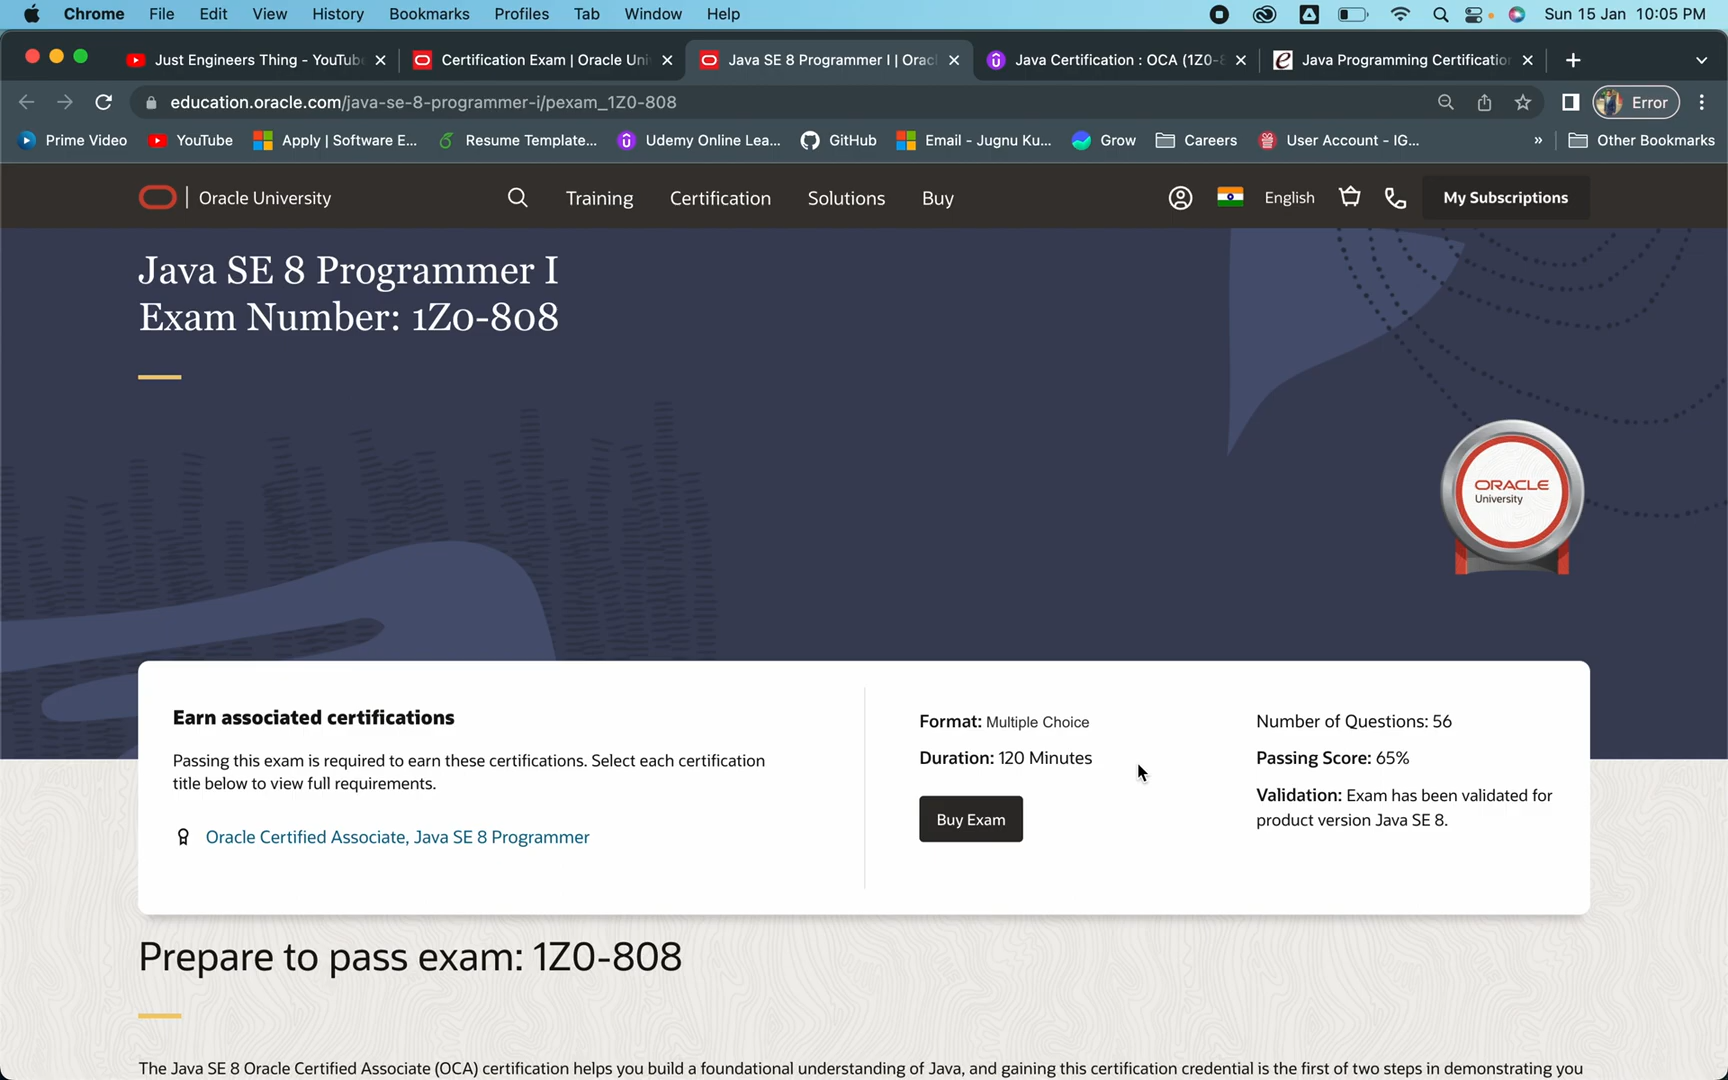 Chrome File Edit View History Bookmarks Profiles Tab Window Help Sun 15 Jan 10:05 PM
Just Engineers Thing - YouTub Certification Exam | Oracle Uni Java SE 8 Programmer I | Orac Java Certification : OCA (1Z0-8 Java Programming Certificatio
education.oracle.com/java-se-8-programmer-i/pexam_1Z0-808 Error
Prime Video YouTube Apply | Software E... Resume Template... Udemy Online Lea... GitHub Email - Jugnu Ku... Grow Careers User Account - IG... » Other Bookmarks
Oracle University Training Certification Solutions Buy English My Subscriptions
Java SE 8 Programmer I
Exam Number: 1Z0-808
ORACLE
University
Earn associated certifications
Passing this exam is required to earn these certifications. Select each certification
title below to view full requirements.
Oracle Certified Associate, Java SE 8 Programmer
Format: Multiple Choice
Duration: 120 Minutes
Buy Exam
Number of Questions: 56
Passing Score: 65%
Validation: Exam has been validated for
product version Java SE 8.
Prepare to pass exam: 1Z0-808
The Java SE 8 Oracle Certified Associate (OCA) certification helps you build a foundational understanding of Java, and gaining this certification credential is the first of two steps in demonstrating you